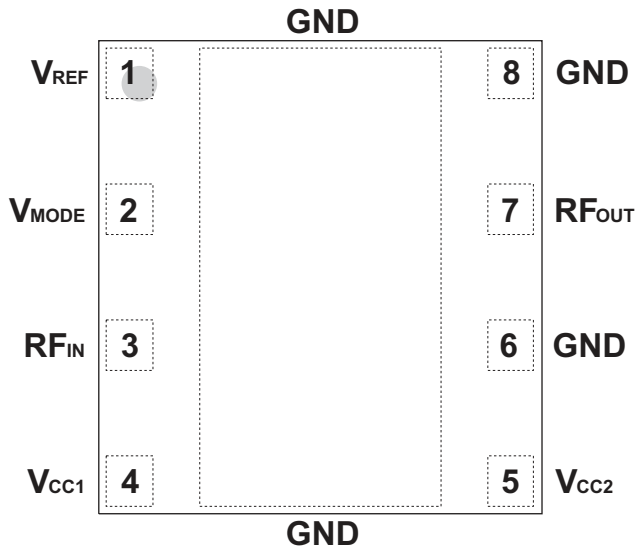 GND
VREF 1 8 GND
VMODE 2 7 RFOUT
RFIN 3 6 GND
VCC1 4 5 VCC2
GND